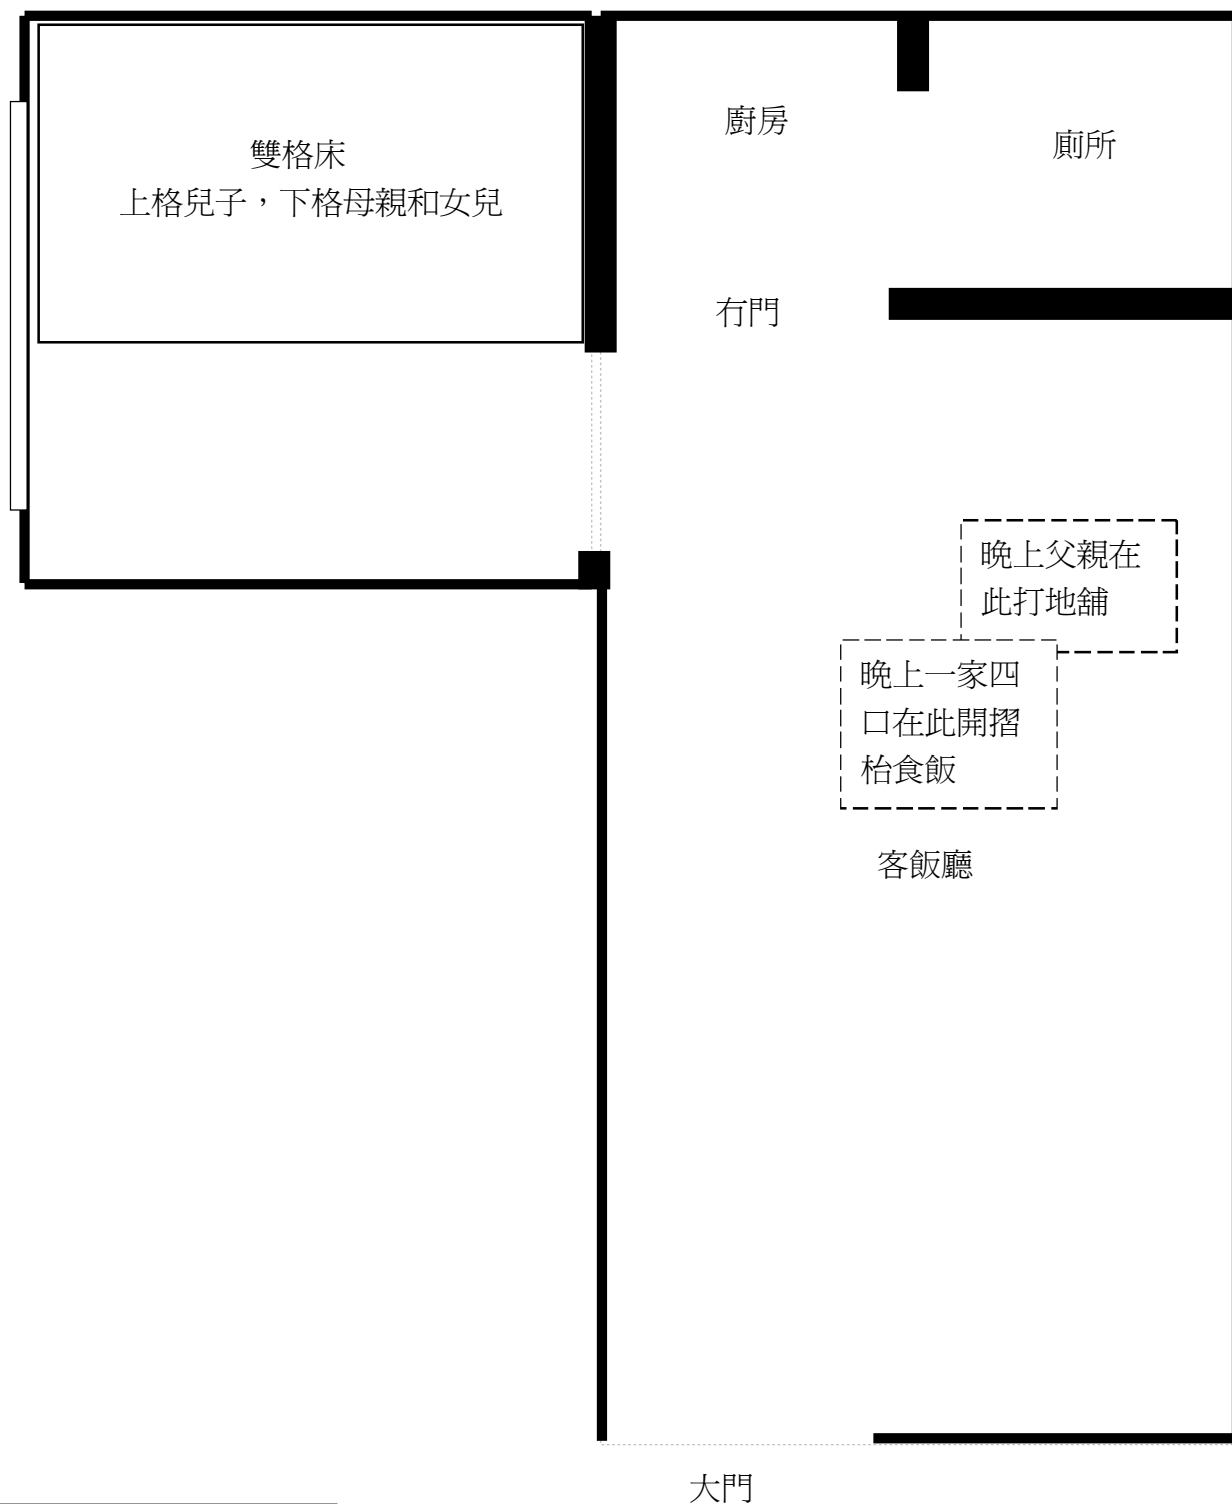 雙格床
上格兒子，下格母親和女兒
廚房
廁所
冇門
晚上父親在
此打地舖
晚上一家四
口在此開摺
枱食飯
客飯廳
大門